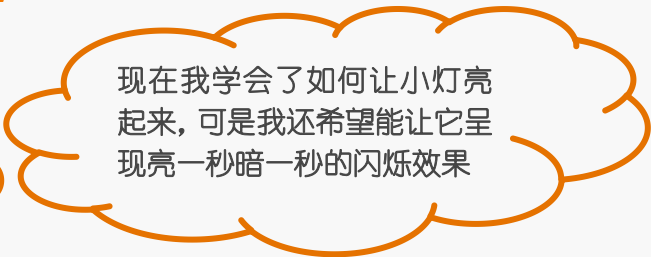 现在我学会了如何让小灯亮
起来，可是我还希望能让它呈
现亮一秒暗一秒的闪烁效果